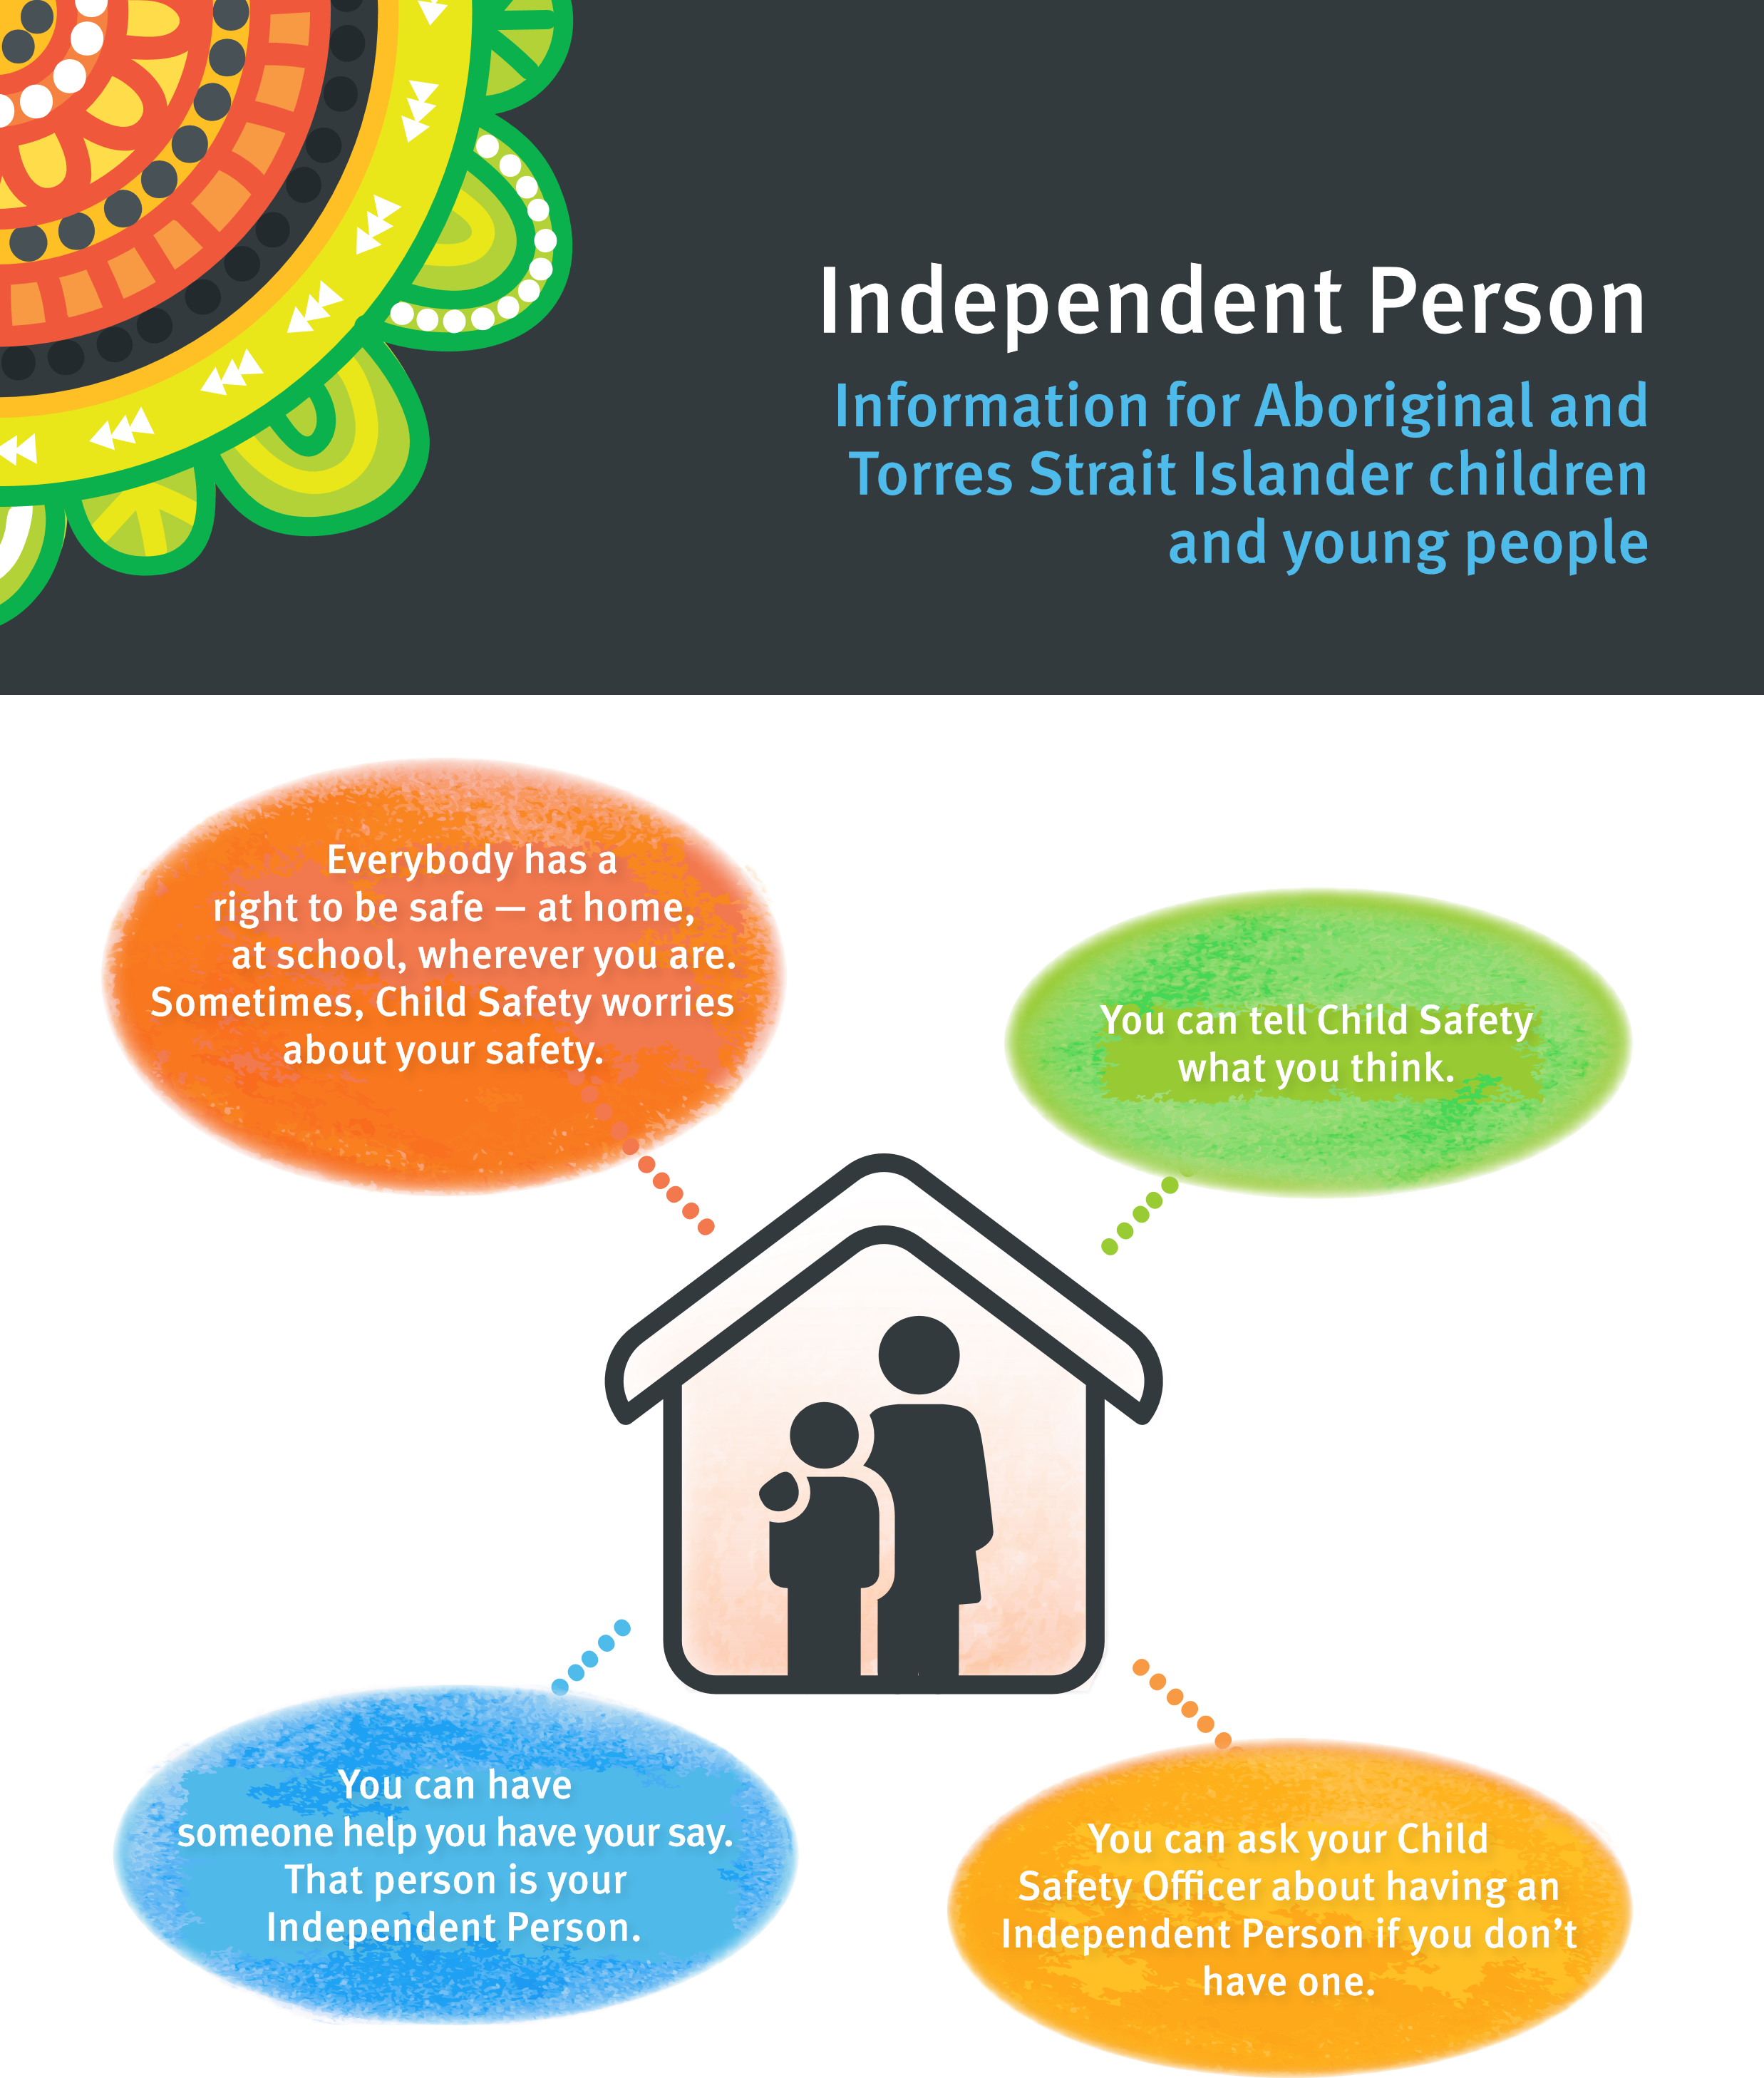 Independent Person
Information for Aboriginal and
Torres Strait Islander children
and young people
Everybody has a
right to be safe — at home,
at school, wherever you are.
Sometimes, Child Safety worries
about your safety.
You can tell Child Safety
what you think.
You can have
someone help you have your say.
That person is your
Independent Person.
You can ask your Child
Safety Officer about having an
Independent Person if you don’t
have one.